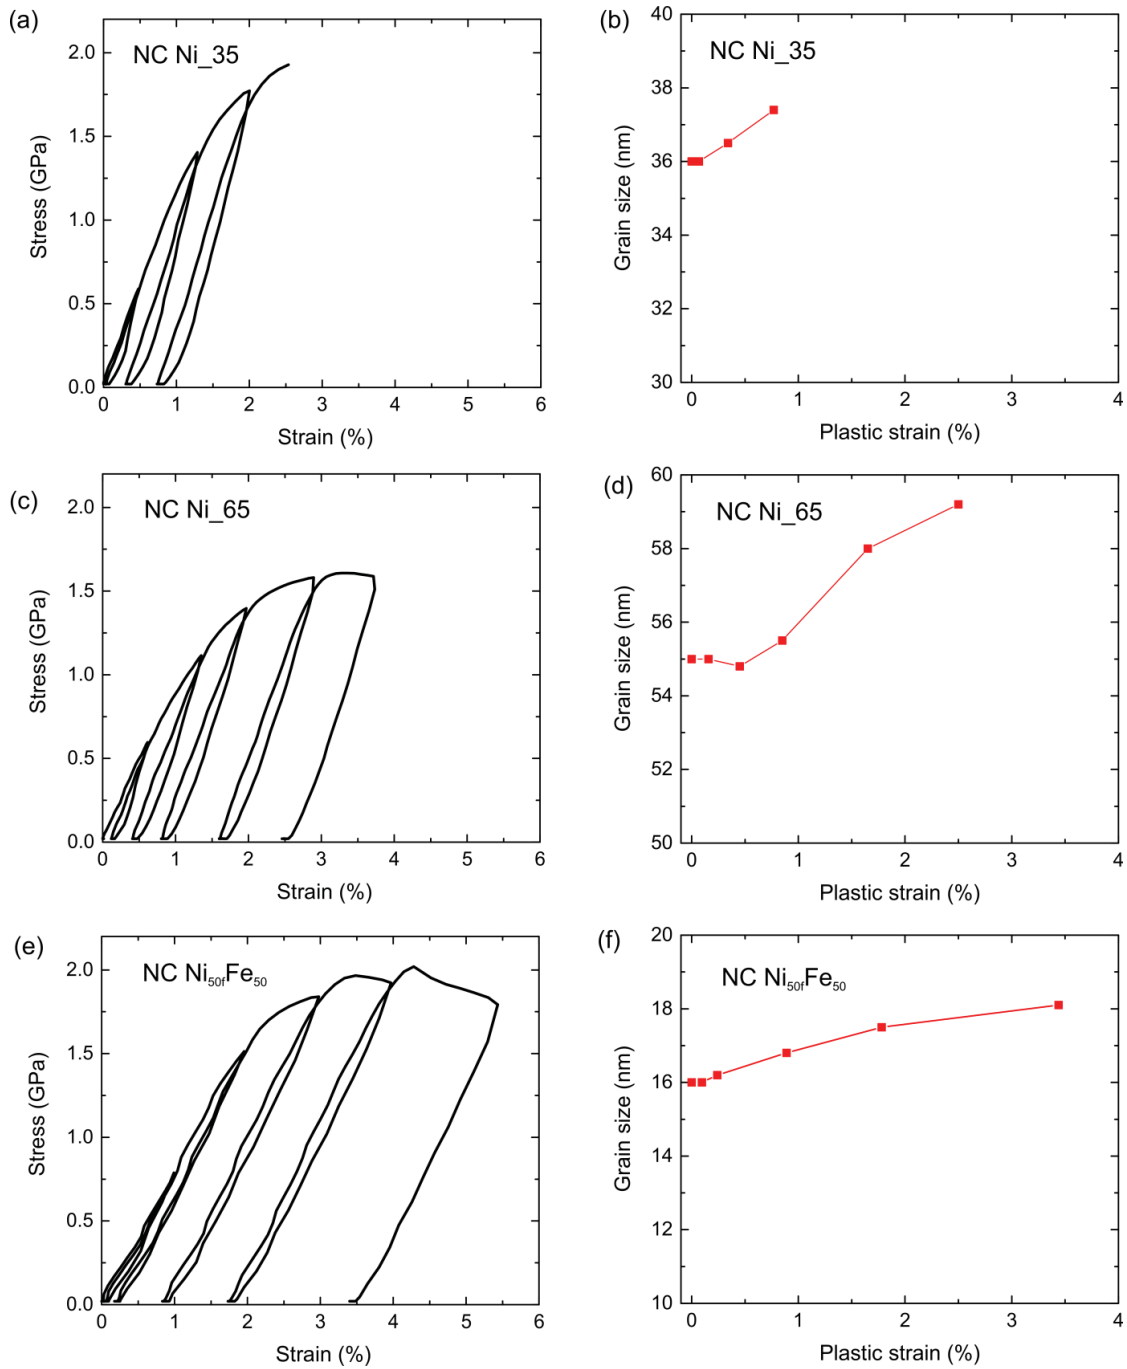 (a)
NC Ni_35
Stress (GPa)
2.0
1.5
1.0
0.5
0.0
0 1 2 3 4 5 6
Strain (%)
(b)
NC Ni_35
Grain size (nm)
40
38
36
34
32
30
0 1 2 3 4
Plastic strain (%)
(c)
NC Ni_65
Stress (GPa)
2.0
1.5
1.0
0.5
0.0
0 1 2 3 4 5 6
Strain (%)
(d)
NC Ni_65
Grain size (nm)
60
58
56
54
52
50
0 1 2 3 4
Plastic strain (%)
(e)
NC Ni₅₀fFe₅₀
Stress (GPa)
2.0
1.5
1.0
0.5
0.0
0 1 2 3 4 5 6
Strain (%)
(f)
NC Ni₅₀fFe₅₀
Grain size (nm)
20
18
16
14
12
10
0 1 2 3 4
Plastic strain (%)